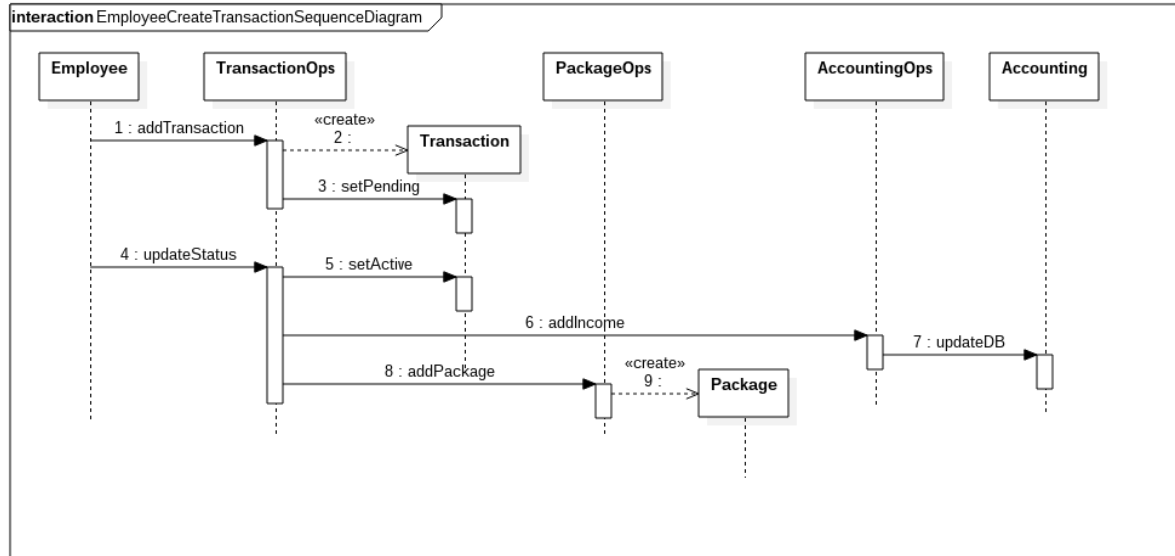 interaction EmployeeCreateTransactionSequenceDiagram
Employee
TransactionOps
PackageOps
AccountingOps
Accounting
1 : addTransaction
«create»
2 :
Transaction
3 : setPending
4 : updateStatus
5 : setActive
6 : addIncome
7 : updateDB
8 : addPackage
«create»
9 :
Package